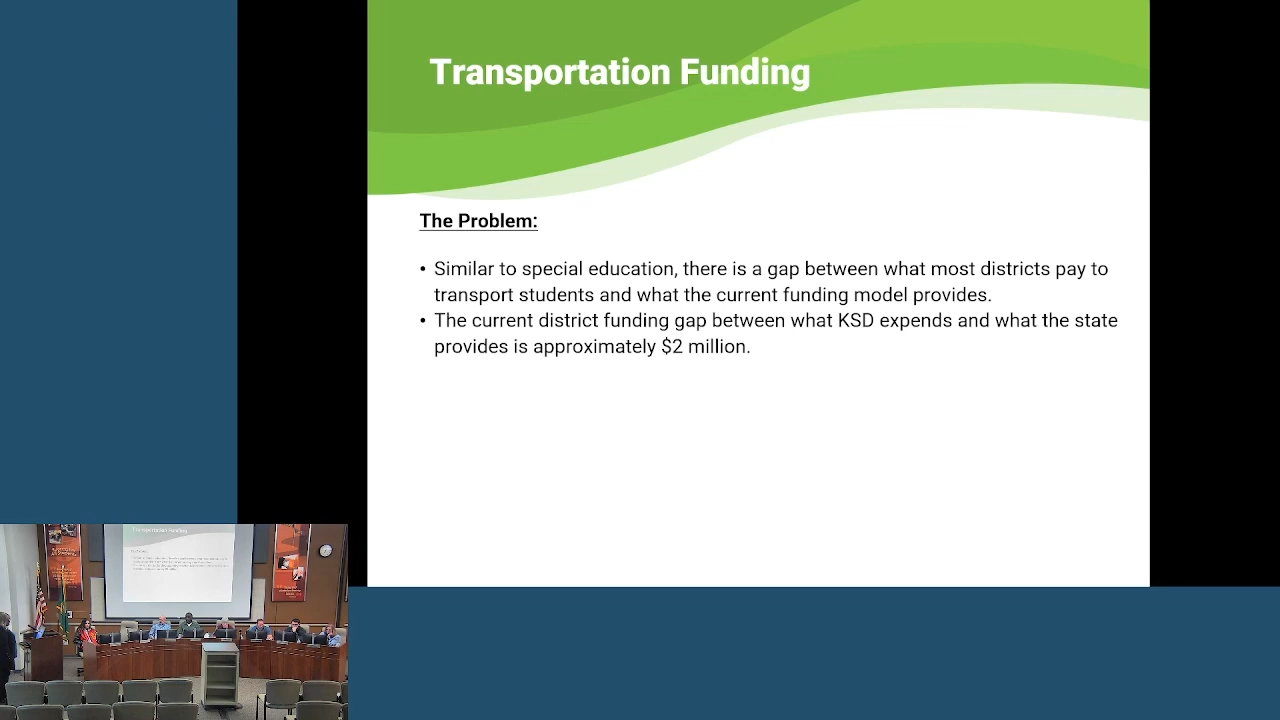 Transportation Funding
The Problem:
• Similar to special education, there is a gap between what most districts pay to
transport students and what the current funding model provides.
• The current district funding gap between what KSD expends and what the state
provides is approximately $2 million.
Transportation Funding